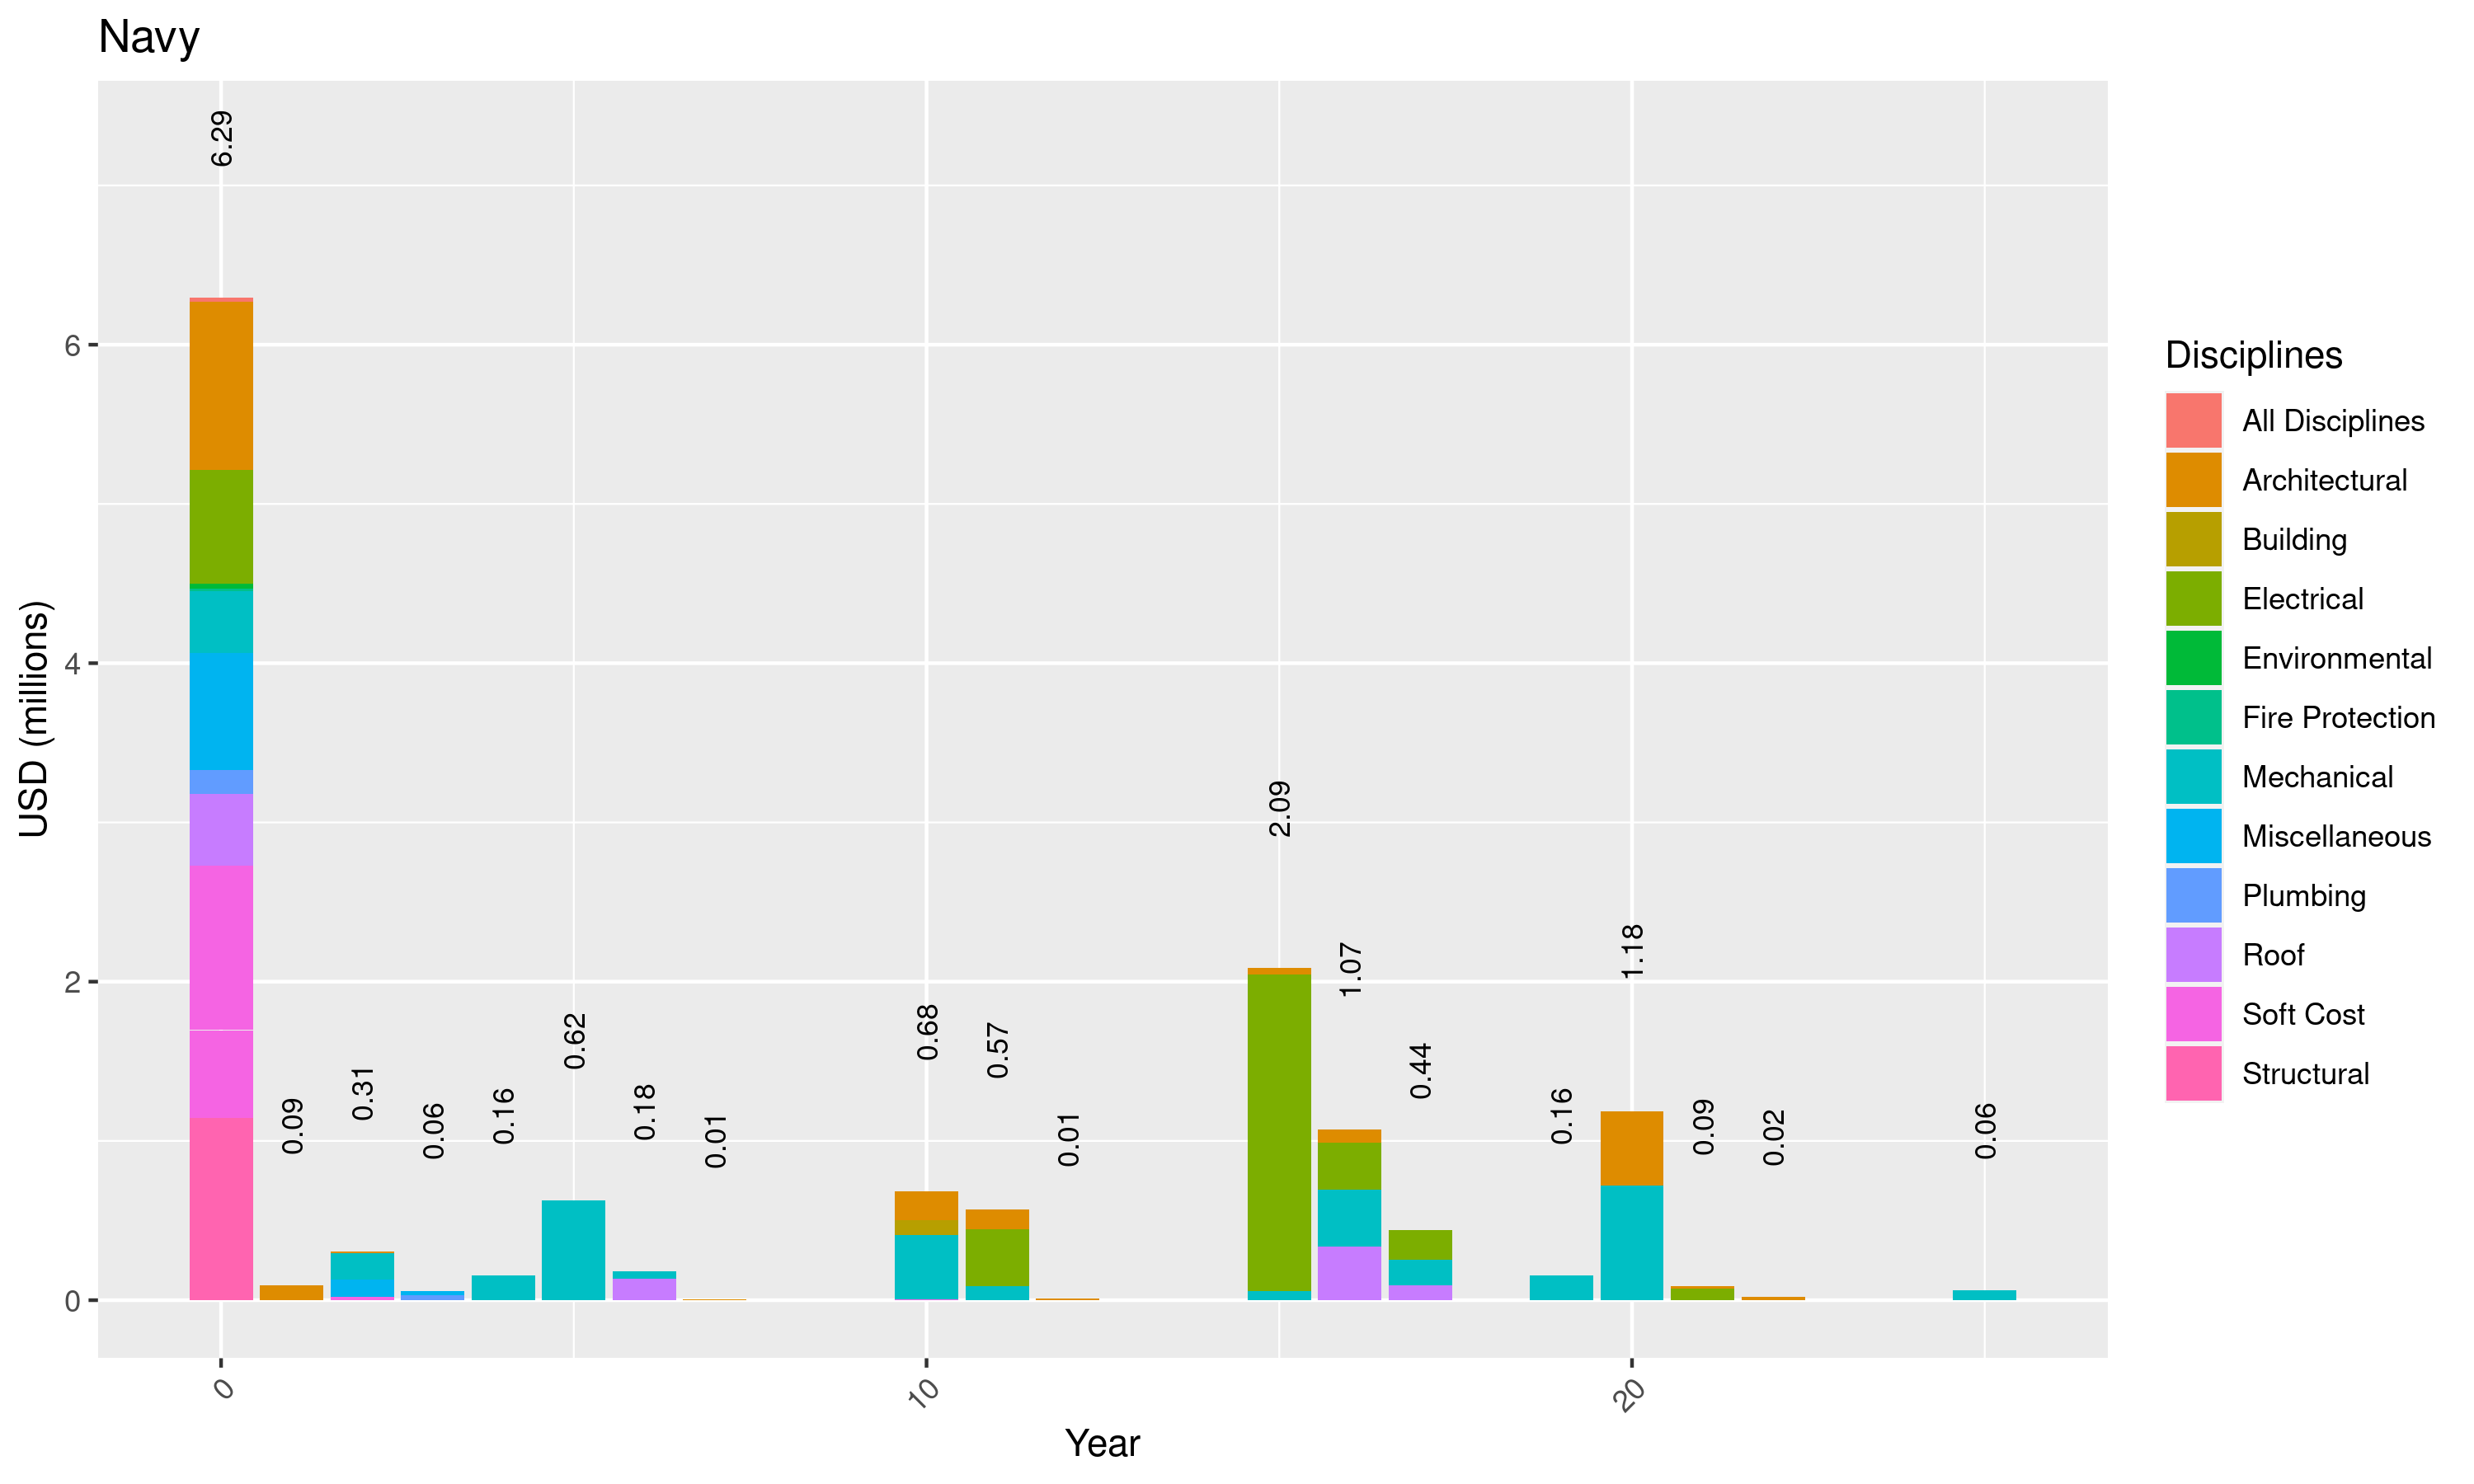 Navy
USD (millions)
6
4
2
0
6.29
0.09
0.31
0.06
0.16
0.62
0.18
0.01
0.68
0.57
0.01
2.09
1.07
0.44
0.16
1.18
0.09
0.02
0.06
0
10
20
Year
Disciplines
All Disciplines
Architectural
Building
Electrical
Environmental
Fire Protection
Mechanical
Miscellaneous
Plumbing
Roof
Soft Cost
Structural